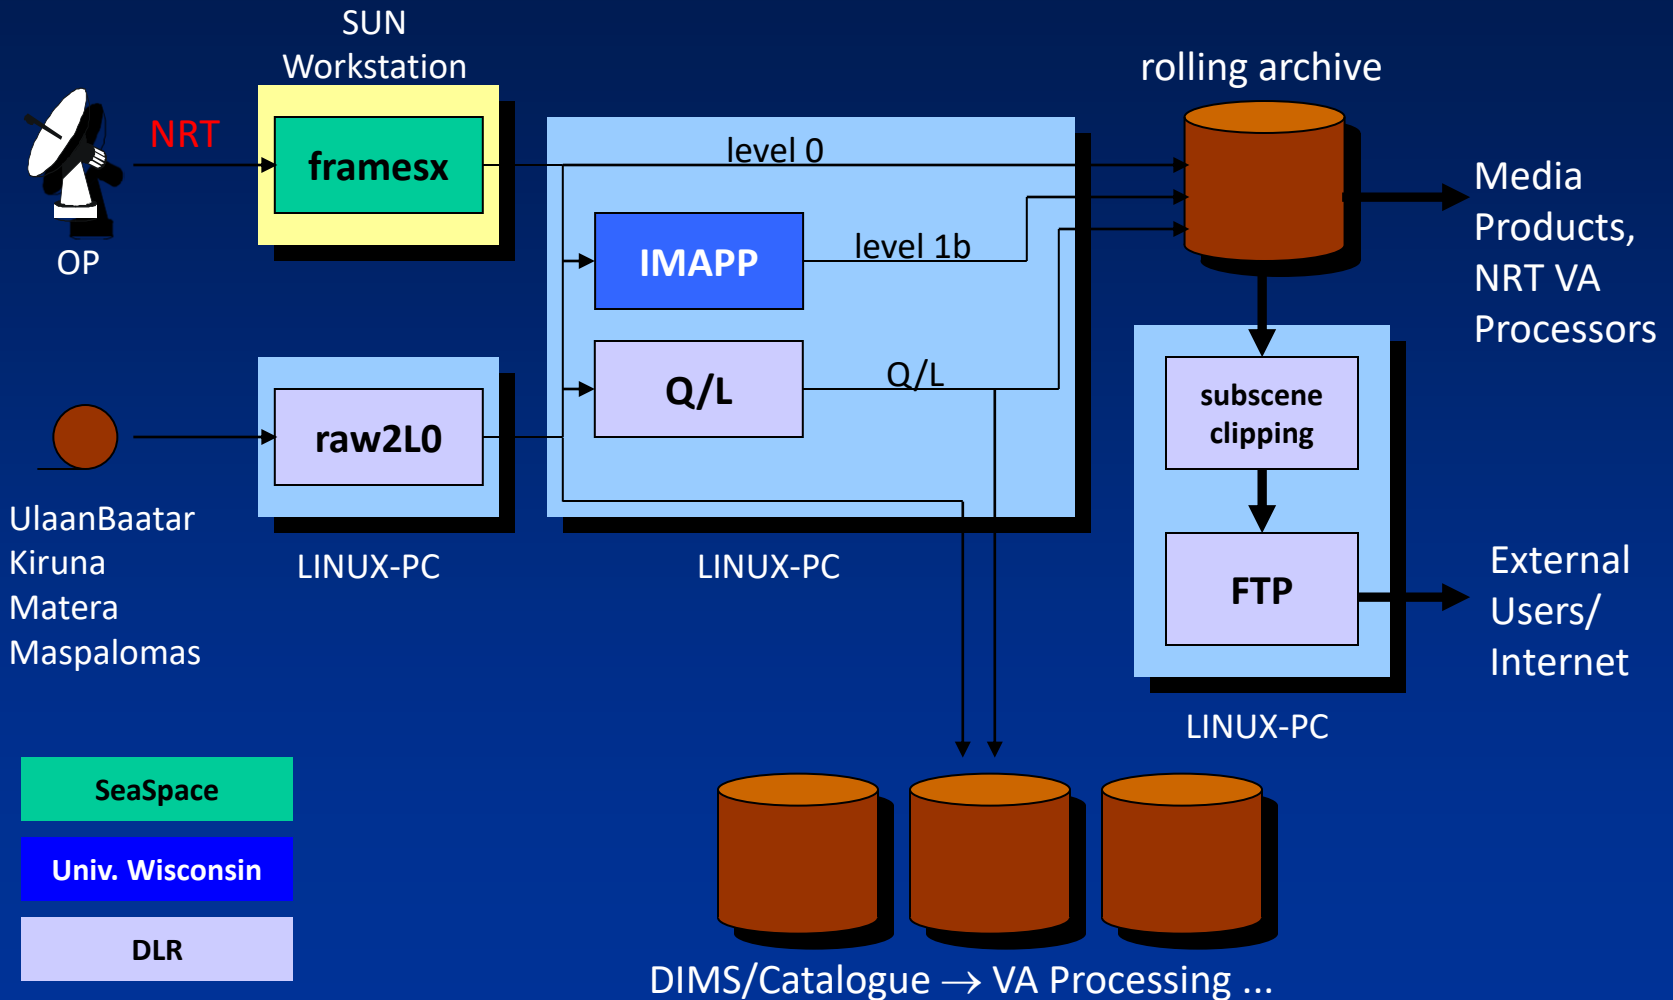 SUN
Workstation
rolling archive
NRT
framesx
level 0
OP
IMAPP
level 1b
Media
Products,
NRT VA
Processors
Q/L
Q/L
subscene
clipping
raw2L0
UlaanBaatar
Kiruna
Matera
Maspalomas
LINUX-PC
LINUX-PC
FTP
External
Users/
Internet
LINUX-PC
SeaSpace
Univ. Wisconsin
DLR
DIMS/Catalogue → VA Processing ...